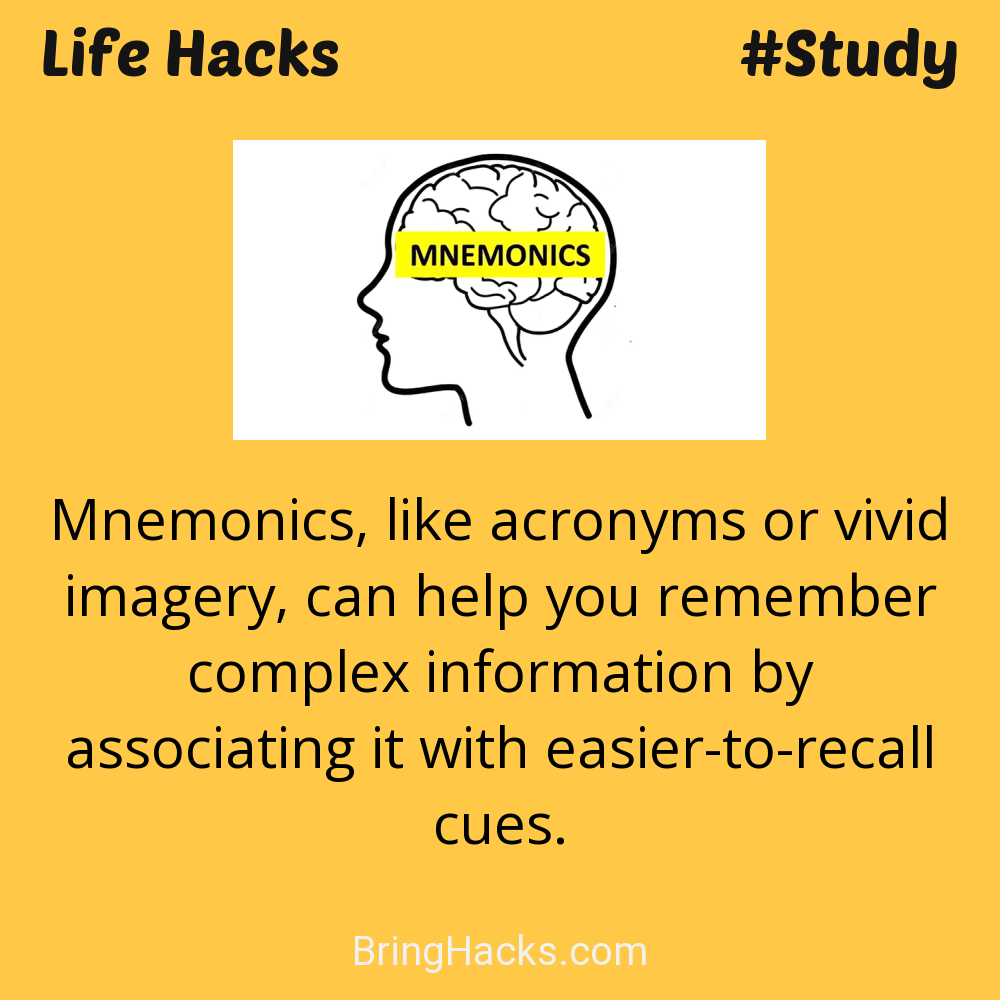 Life Hacks #Study
MNEMONICS
Mnemonics, like acronyms or vivid
imagery, can help you remember
complex information by
associating it with easier-to-recall
cues.
BringHacks.com